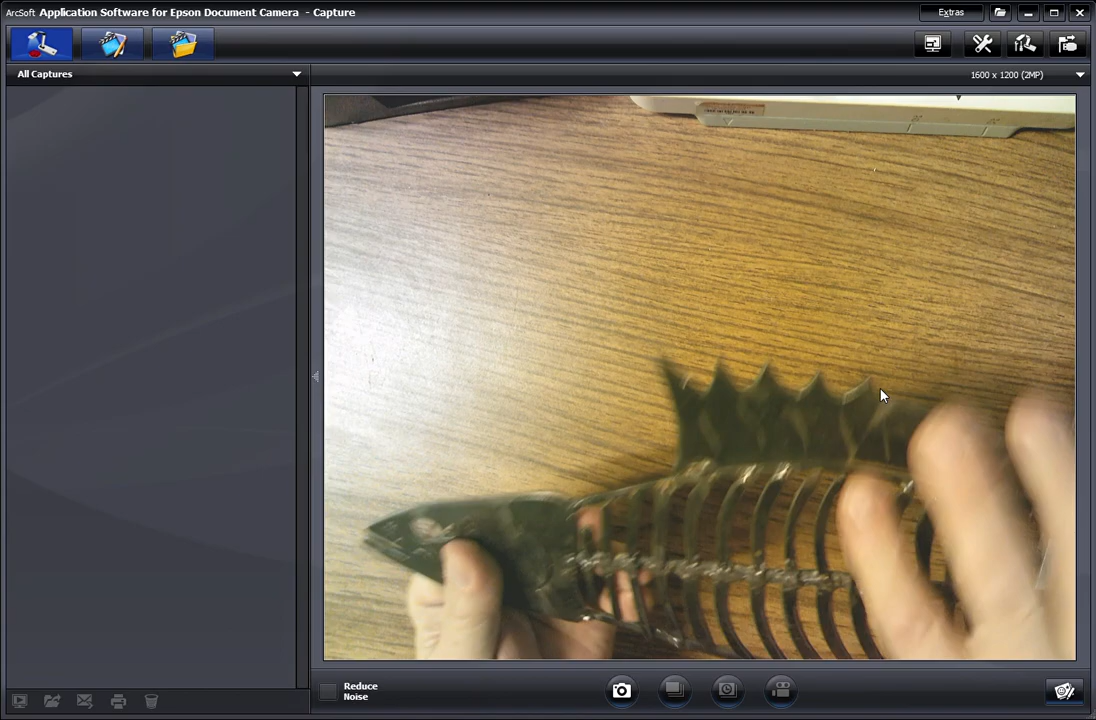 ArcSoft Application Software for Epson Document Camera - Capture
Extras
All Captures
1600 x 1200 (2MP)
Reduce
Noise